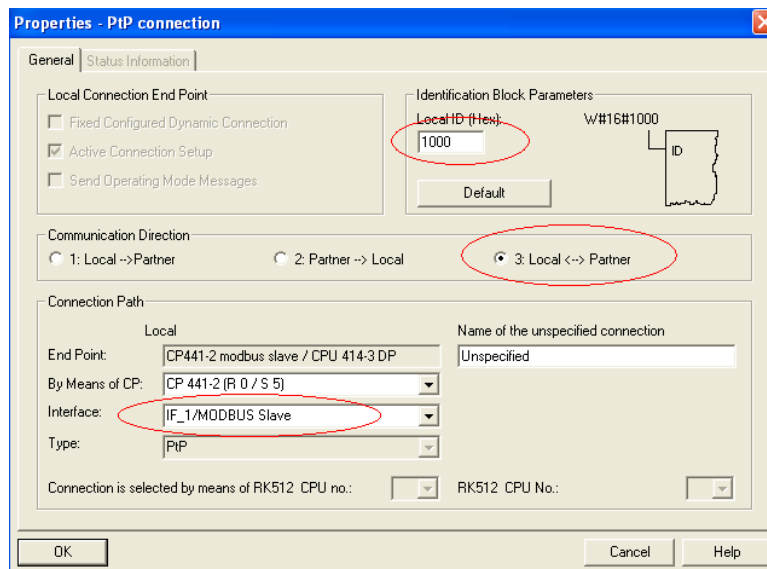 Properties - PtP connection
General
Status Information
Local Connection End Point
Fixed Configured Dynamic Connection
Active Connection Setup
Send Operating Mode Messages
Identification Block Parameters
Local ID (Hex):
W#16#1000
1000
ID
Default
Communication Direction
1: Local -->Partner
2: Partner --> Local
3: Local <--> Partner
Connection Path
Local
Name of the unspecified connection
End Point:
CP441-2 modbus slave / CPU 414-3 DP
Unspecified
By Means of CP:
CP 441-2 (R 0 / S 5)
Interface:
IF_1/MODBUS Slave
Type:
PtP
Connection is selected by means of RK512 CPU no.:
RK512 CPU No.:
OK
Cancel
Help